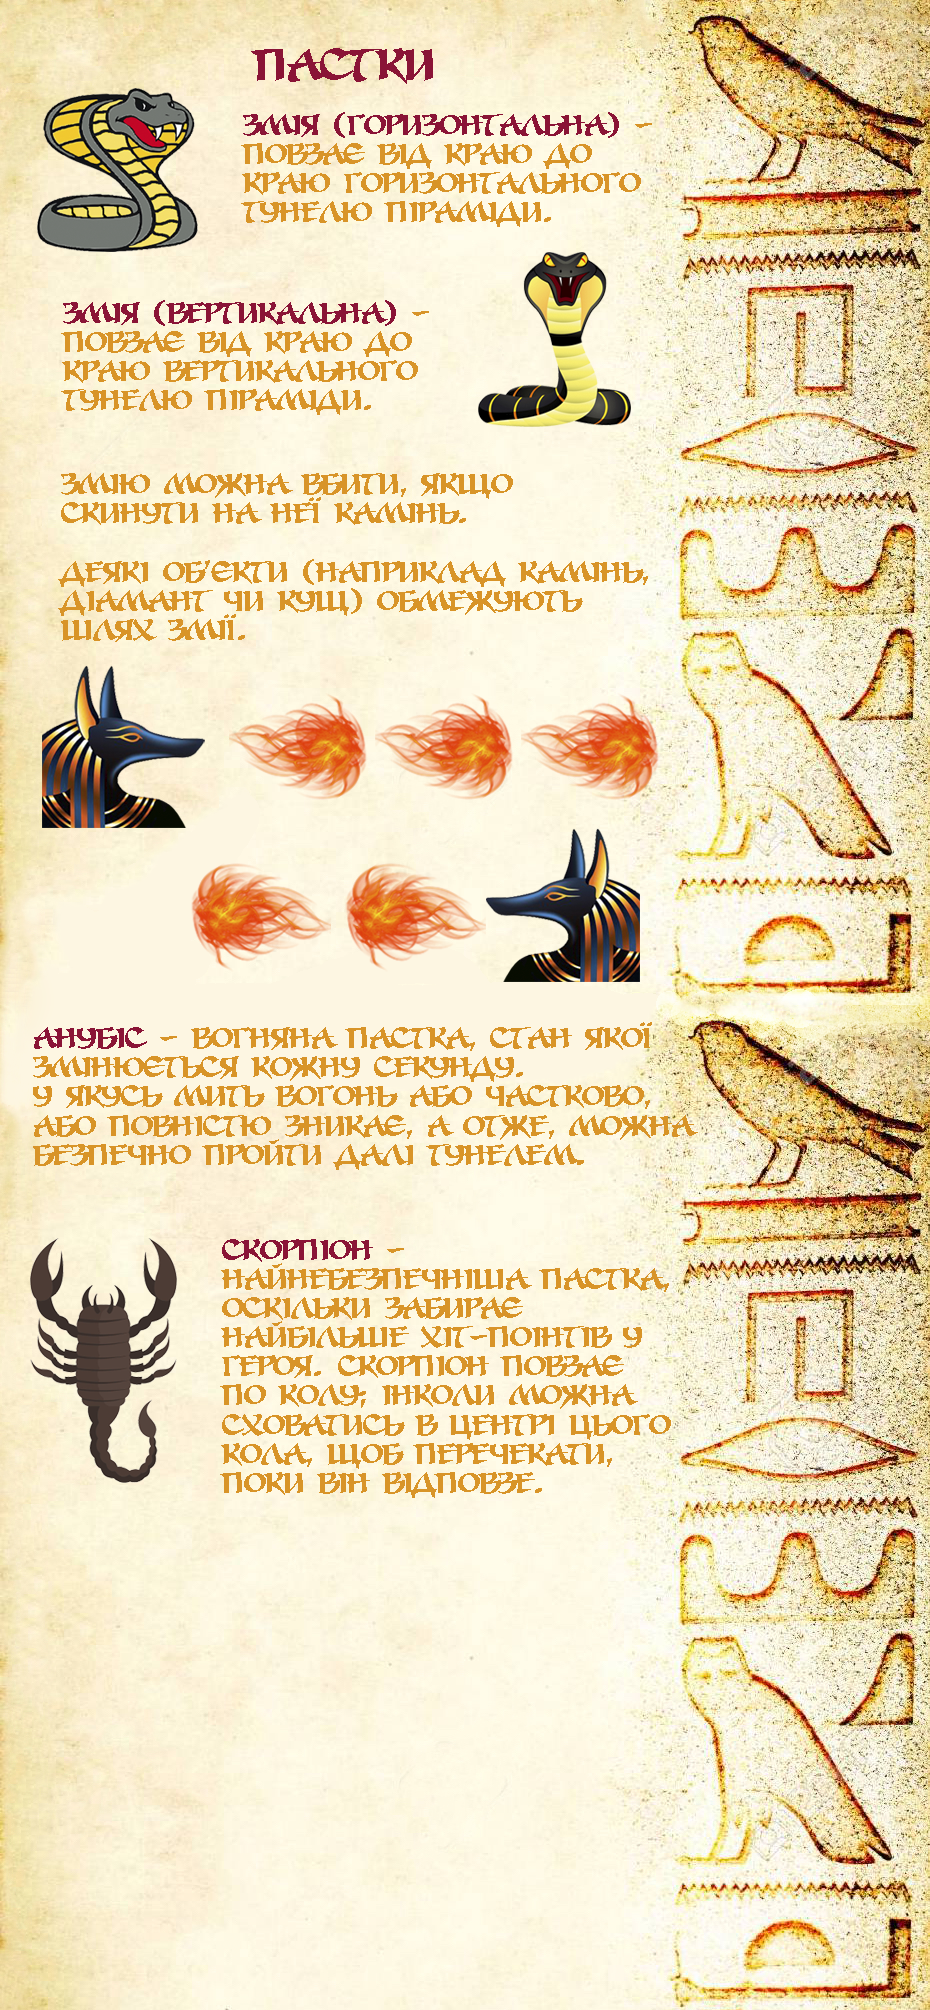 ПАСТКИ
ЗМІЯ (ГОРИЗОНТАЛЬНА) -
ПОВЗАЄ ВІД КРАЮ ДО
КРАЮ ГОРИЗОНТАЛЬНОГО
ТУНЕЛЮ ПІРАМІДИ.
ЗМІЯ (ВЕРТИКАЛЬНА) -
ПОВЗАЄ ВІД КРАЮ ДО
КРАЮ ВЕРТИКАЛЬНОГО
ТУНЕЛЮ ПІРАМІДИ.
ЗМІЮ МОЖНА ВБИТИ, ЯКЩО
СКИНУТИ НА НЕЇ КАМІНЬ.
ДЕЯКІ ОБ'ЄКТИ (НАПРИКЛАД КАМІНЬ,
ДІАМАНТ ЧИ КУЩ) ОБМЕЖУЮТЬ
ШЛЯХ ЗМІЇ.
АНУБІС - ВОГНЯНА ПАСТКА, СТАН ЯКОЇ
ЗМІНЮЄТЬСЯ КОЖНУ СЕКУНДУ.
У ЯКУСЬ МИТЬ ВОГОНЬ АБО ЧАСТКОВО,
АБО ПОВНІСТЮ ЗНИКАЄ, А ОТЖЕ, МОЖНА
БЕЗПЕЧНО ПРОЙТИ ДАЛІ ТУНЕЛЕМ.
СКОРПІОН -
НАЙНЕБЕЗПЕЧНІША ПАСТКА,
ОСКІЛЬКИ ЗАБИРАЄ
НАЙБІЛЬШЕ ХІТ-ПОІНТІВ У
ГЕРОЯ. СКОРПІОН ПОВЗАЄ
ПО КОЛУ; ІНКОЛИ МОЖНА
СХОВАТИСЬ В ЦЕНТРІ ЦЬОГО
КОЛА, ЩОБ ПЕРЕЧЕКАТИ,
ПОКИ ВІН ВІДПОВЗЕ.